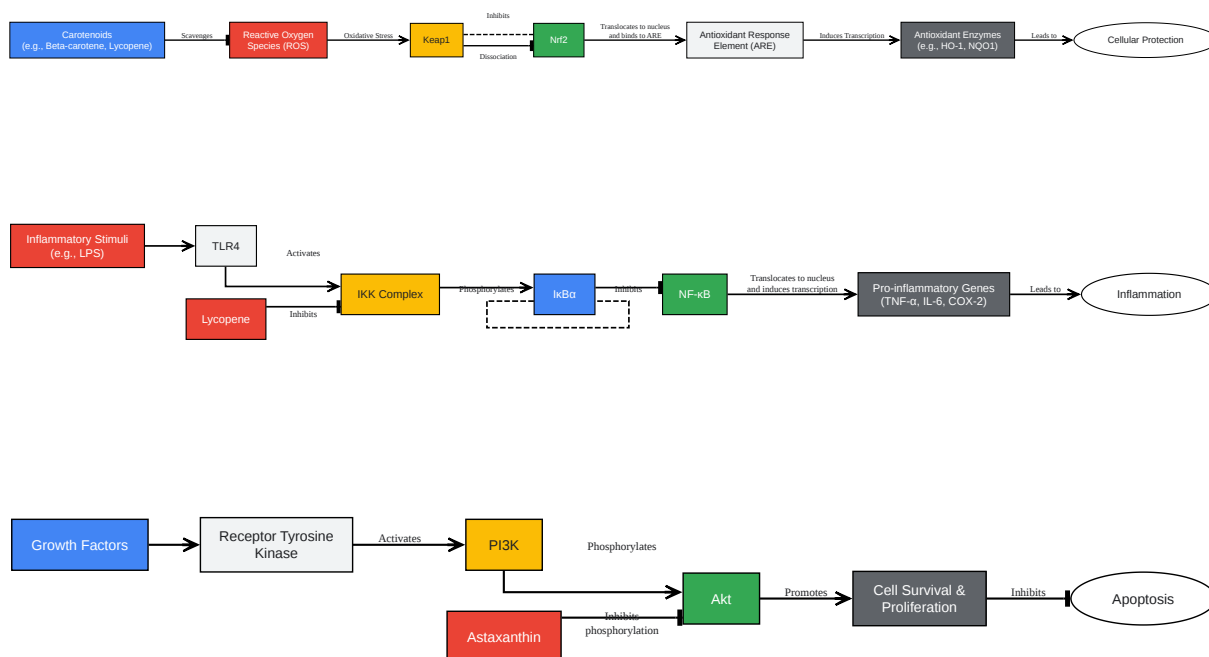 Carotenoids
(e.g., Beta-carotene, Lycopene)
Scavenges
Reactive Oxygen
Species (ROS)
Oxidative Stress
Keap1
Inhibits
Dissociation
Nrf2
Translocates to nucleus
and binds to ARE
Antioxidant Response
Element (ARE)
Induces Transcription
Antioxidant Enzymes
(e.g., HO-1, NQO1)
Leads to
Cellular Protection
Inflammatory Stimuli
(e.g., LPS)
TLR4
Activates
Lycopene
Inhibits
IKK Complex
Phosphorylates
IκBα
Inhibits
NF-κB
Translocates to nucleus
and induces transcription
Pro-inflammatory Genes
(TNF-α, IL-6, COX-2)
Leads to
Inflammation
Growth Factors
Receptor Tyrosine
Kinase
Activates
PI3K
Phosphorylates
Astaxanthin
Inhibits
phosphorylation
Akt
Promotes
Cell Survival &
Proliferation
Inhibits
Apoptosis